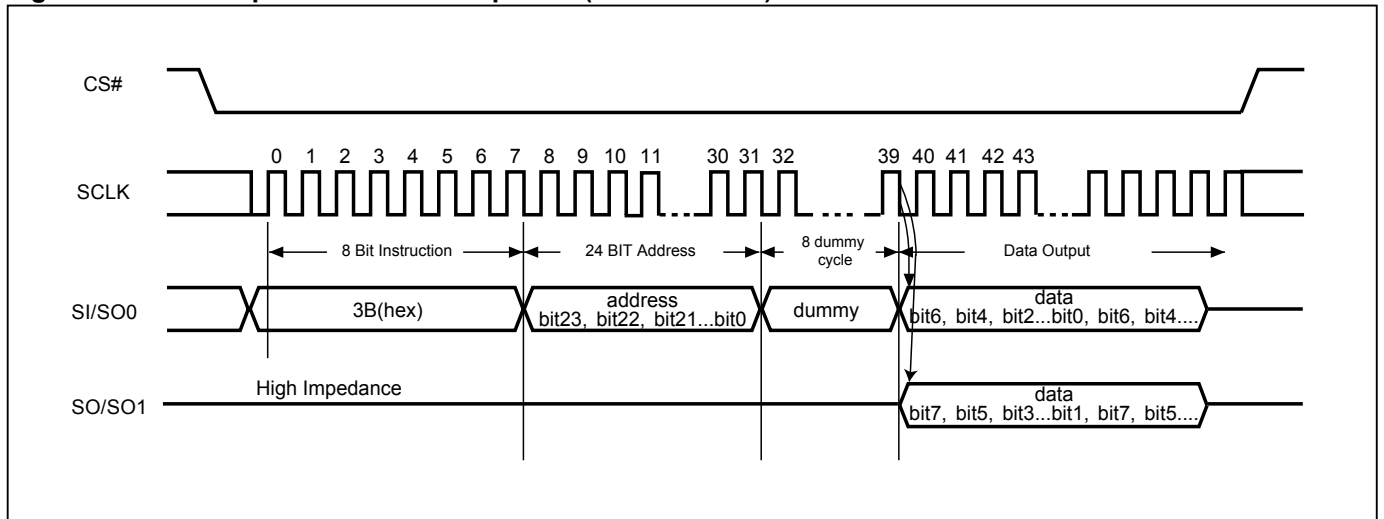 CS#
0 1 2 3 4 5 6 7 8 9 10 11 30 31 32 39 40 41 42 43
SCLK
8 Bit Instruction
24 BIT Address
8 dummy
cycle
Data Output
SI/SO0
3B(hex)
address
bit23, bit22, bit21...bit0
dummy
data
bit6, bit4, bit2...bit0, bit6, bit4....
High Impedance
SO/SO1
data
bit7, bit5, bit3...bit1, bit7, bit5....